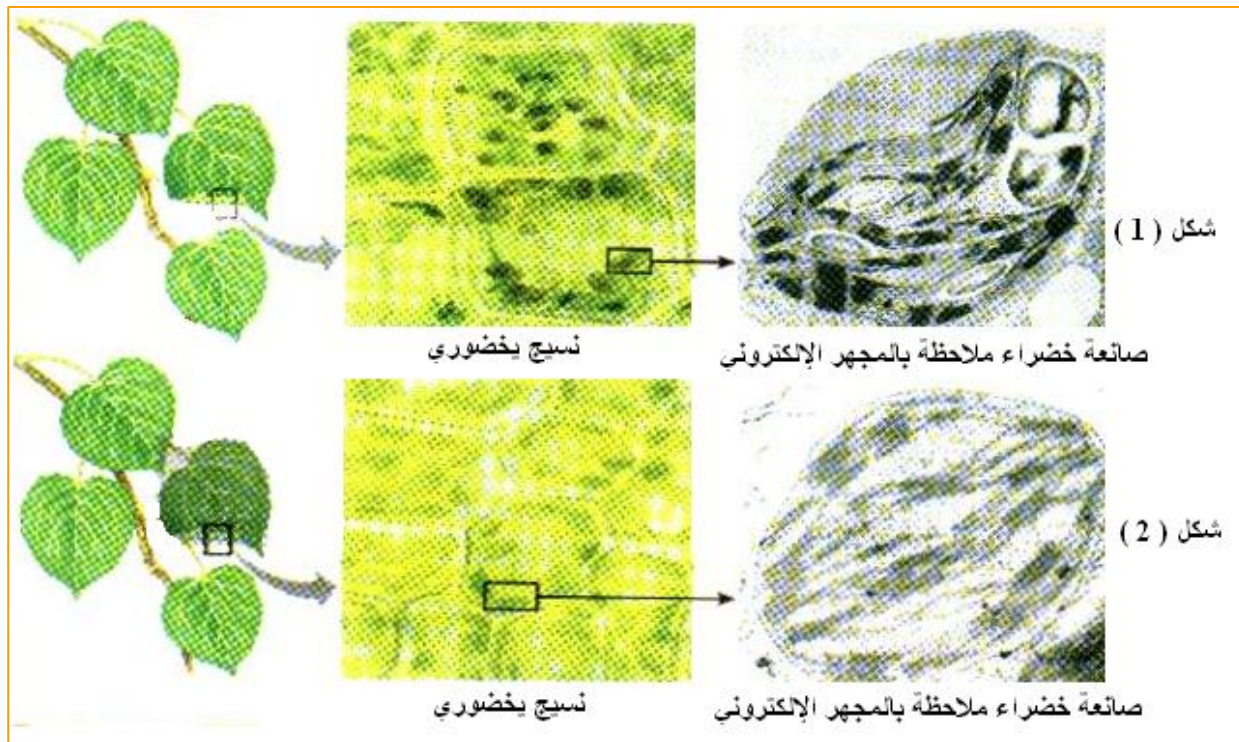 شكل ( 1 )
صانعة خضراء ملاحظة بالمجهر الإلكتروني
نسيج يخضوري
شكل ( 2 )
صانعة خضراء ملاحظة بالمجهر الإلكتروني
نسيج يخضوري